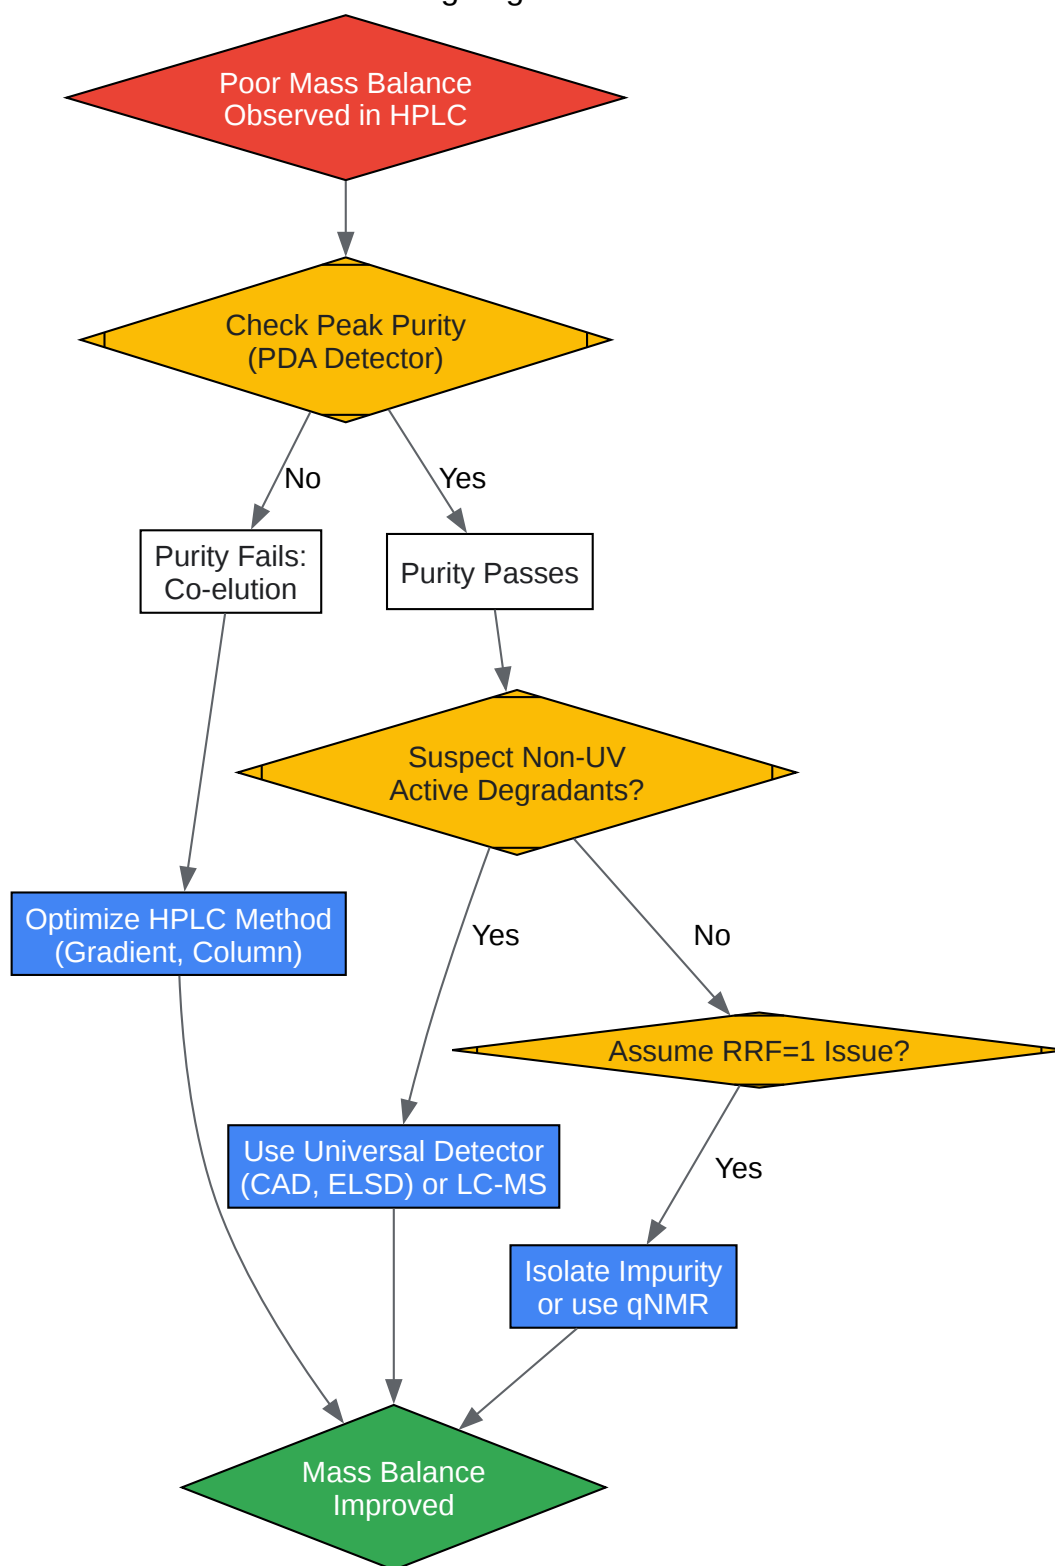 Poor Mass Balance
Observed in HPLC
Check Peak Purity
(PDA Detector)
No
Yes
Purity Fails:
Co-elution
Purity Passes
Suspect Non-UV
Active Degradants?
Optimize HPLC Method
(Gradient, Column)
Yes
No
Assume RRF=1 Issue?
Use Universal Detector
(CAD, ELSD) or LC-MS
Yes
Isolate Impurity
or use qNMR
Mass Balance
Improved